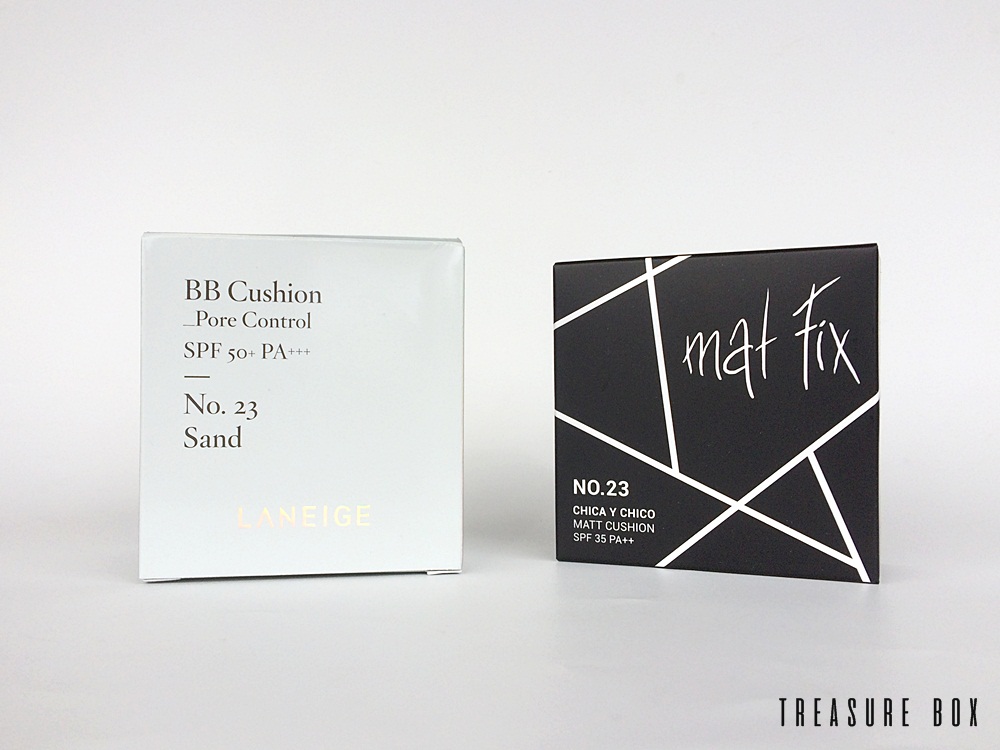 BB Cushion
_Pore Control
SPF 50+ PA+++
—
No. 23
Sand
LANEIGE
mat fix
NO.23
CHICA Y CHICO
MATT CUSHION
SPF 35 PA++
TREASURE BOX